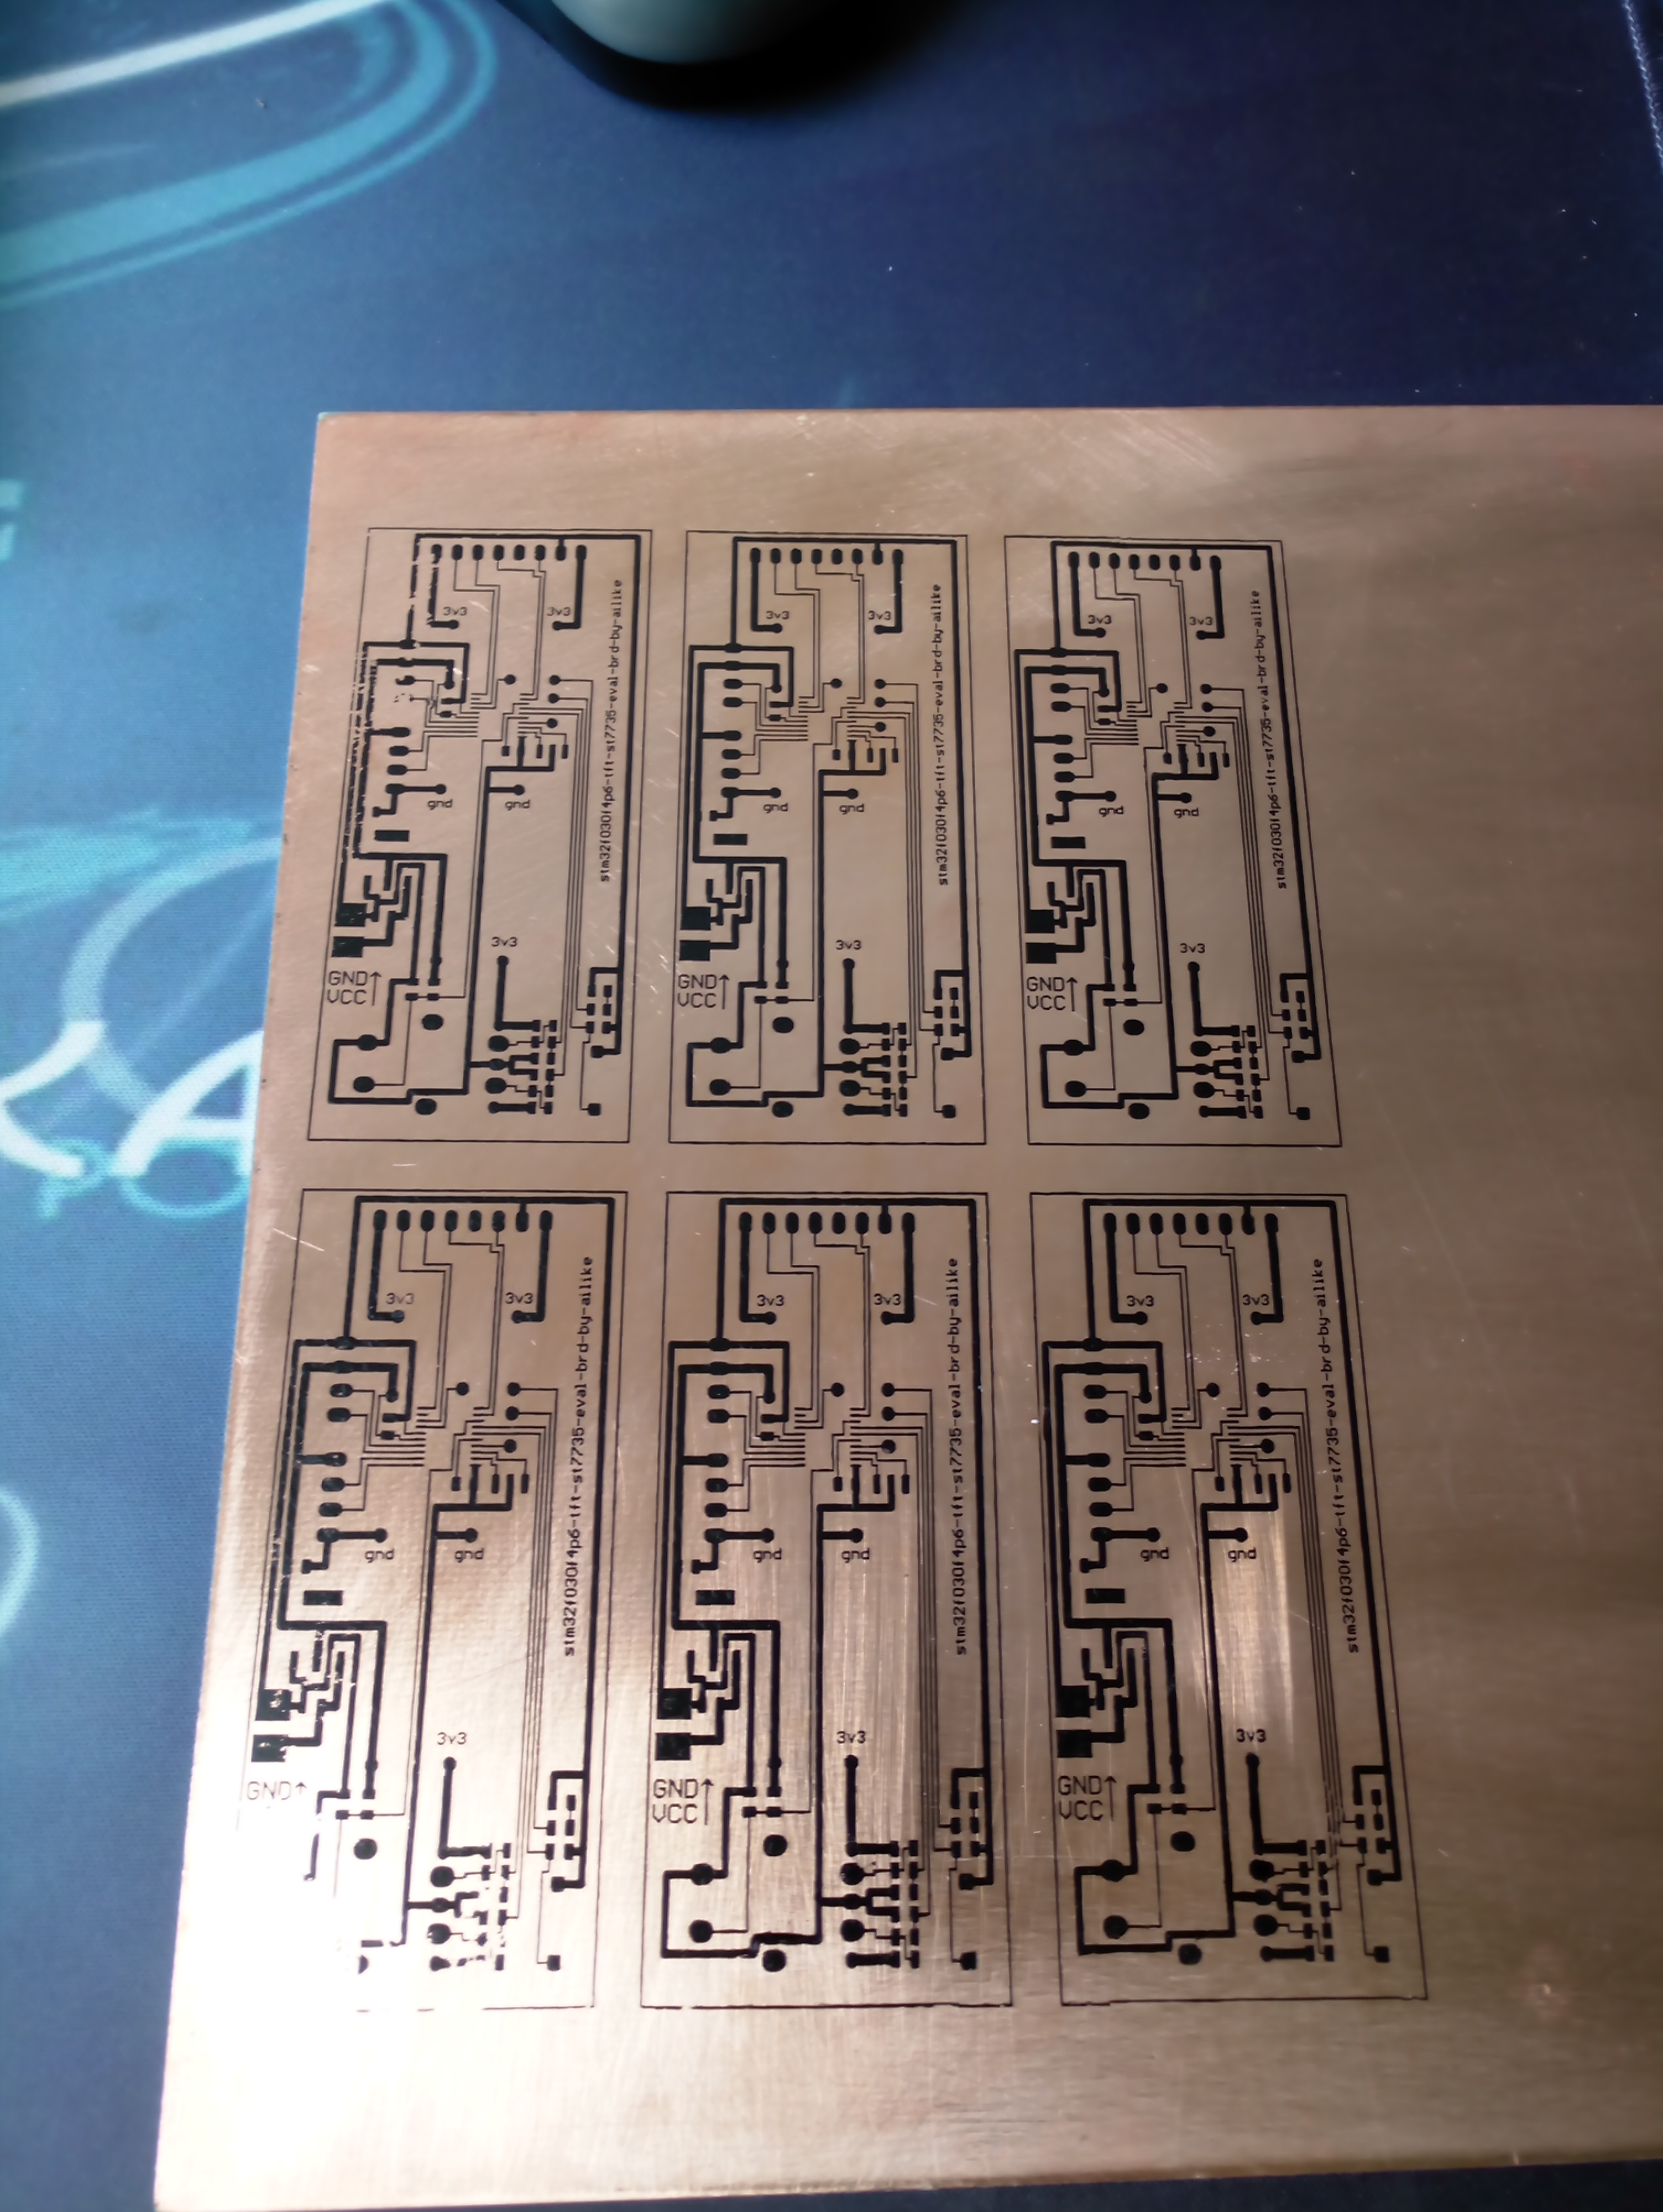 3v3
3v3
stm32f030f4p6-tft-st7735-eval-brd-by-ailike
gnd
gnd
3v3
GND↑
VCC|
3v3
3v3
stm32f030f4p6-tft-st7735-eval-brd-by-ailike
gnd
gnd
3v3
GND↑
VCC|
3v3
3v3
stm32f030f4p6-tft-st7735-eval-brd-by-ailike
gnd
gnd
3v3
GND↑
VCC|
3v3
3v3
stm32f030f4p6-tft-st7735-eval-brd-by-ailike
gnd
gnd
3v3
GND↑
3v3
3v3
stm32f030f4p6-tft-st7735-eval-brd-by-ailike
gnd
gnd
3v3
GND↑
VCC|
3v3
3v3
stm32f030f4p6-tft-st7735-eval-brd-by-ailike
gnd
gnd
3v3
GND↑
VCC|